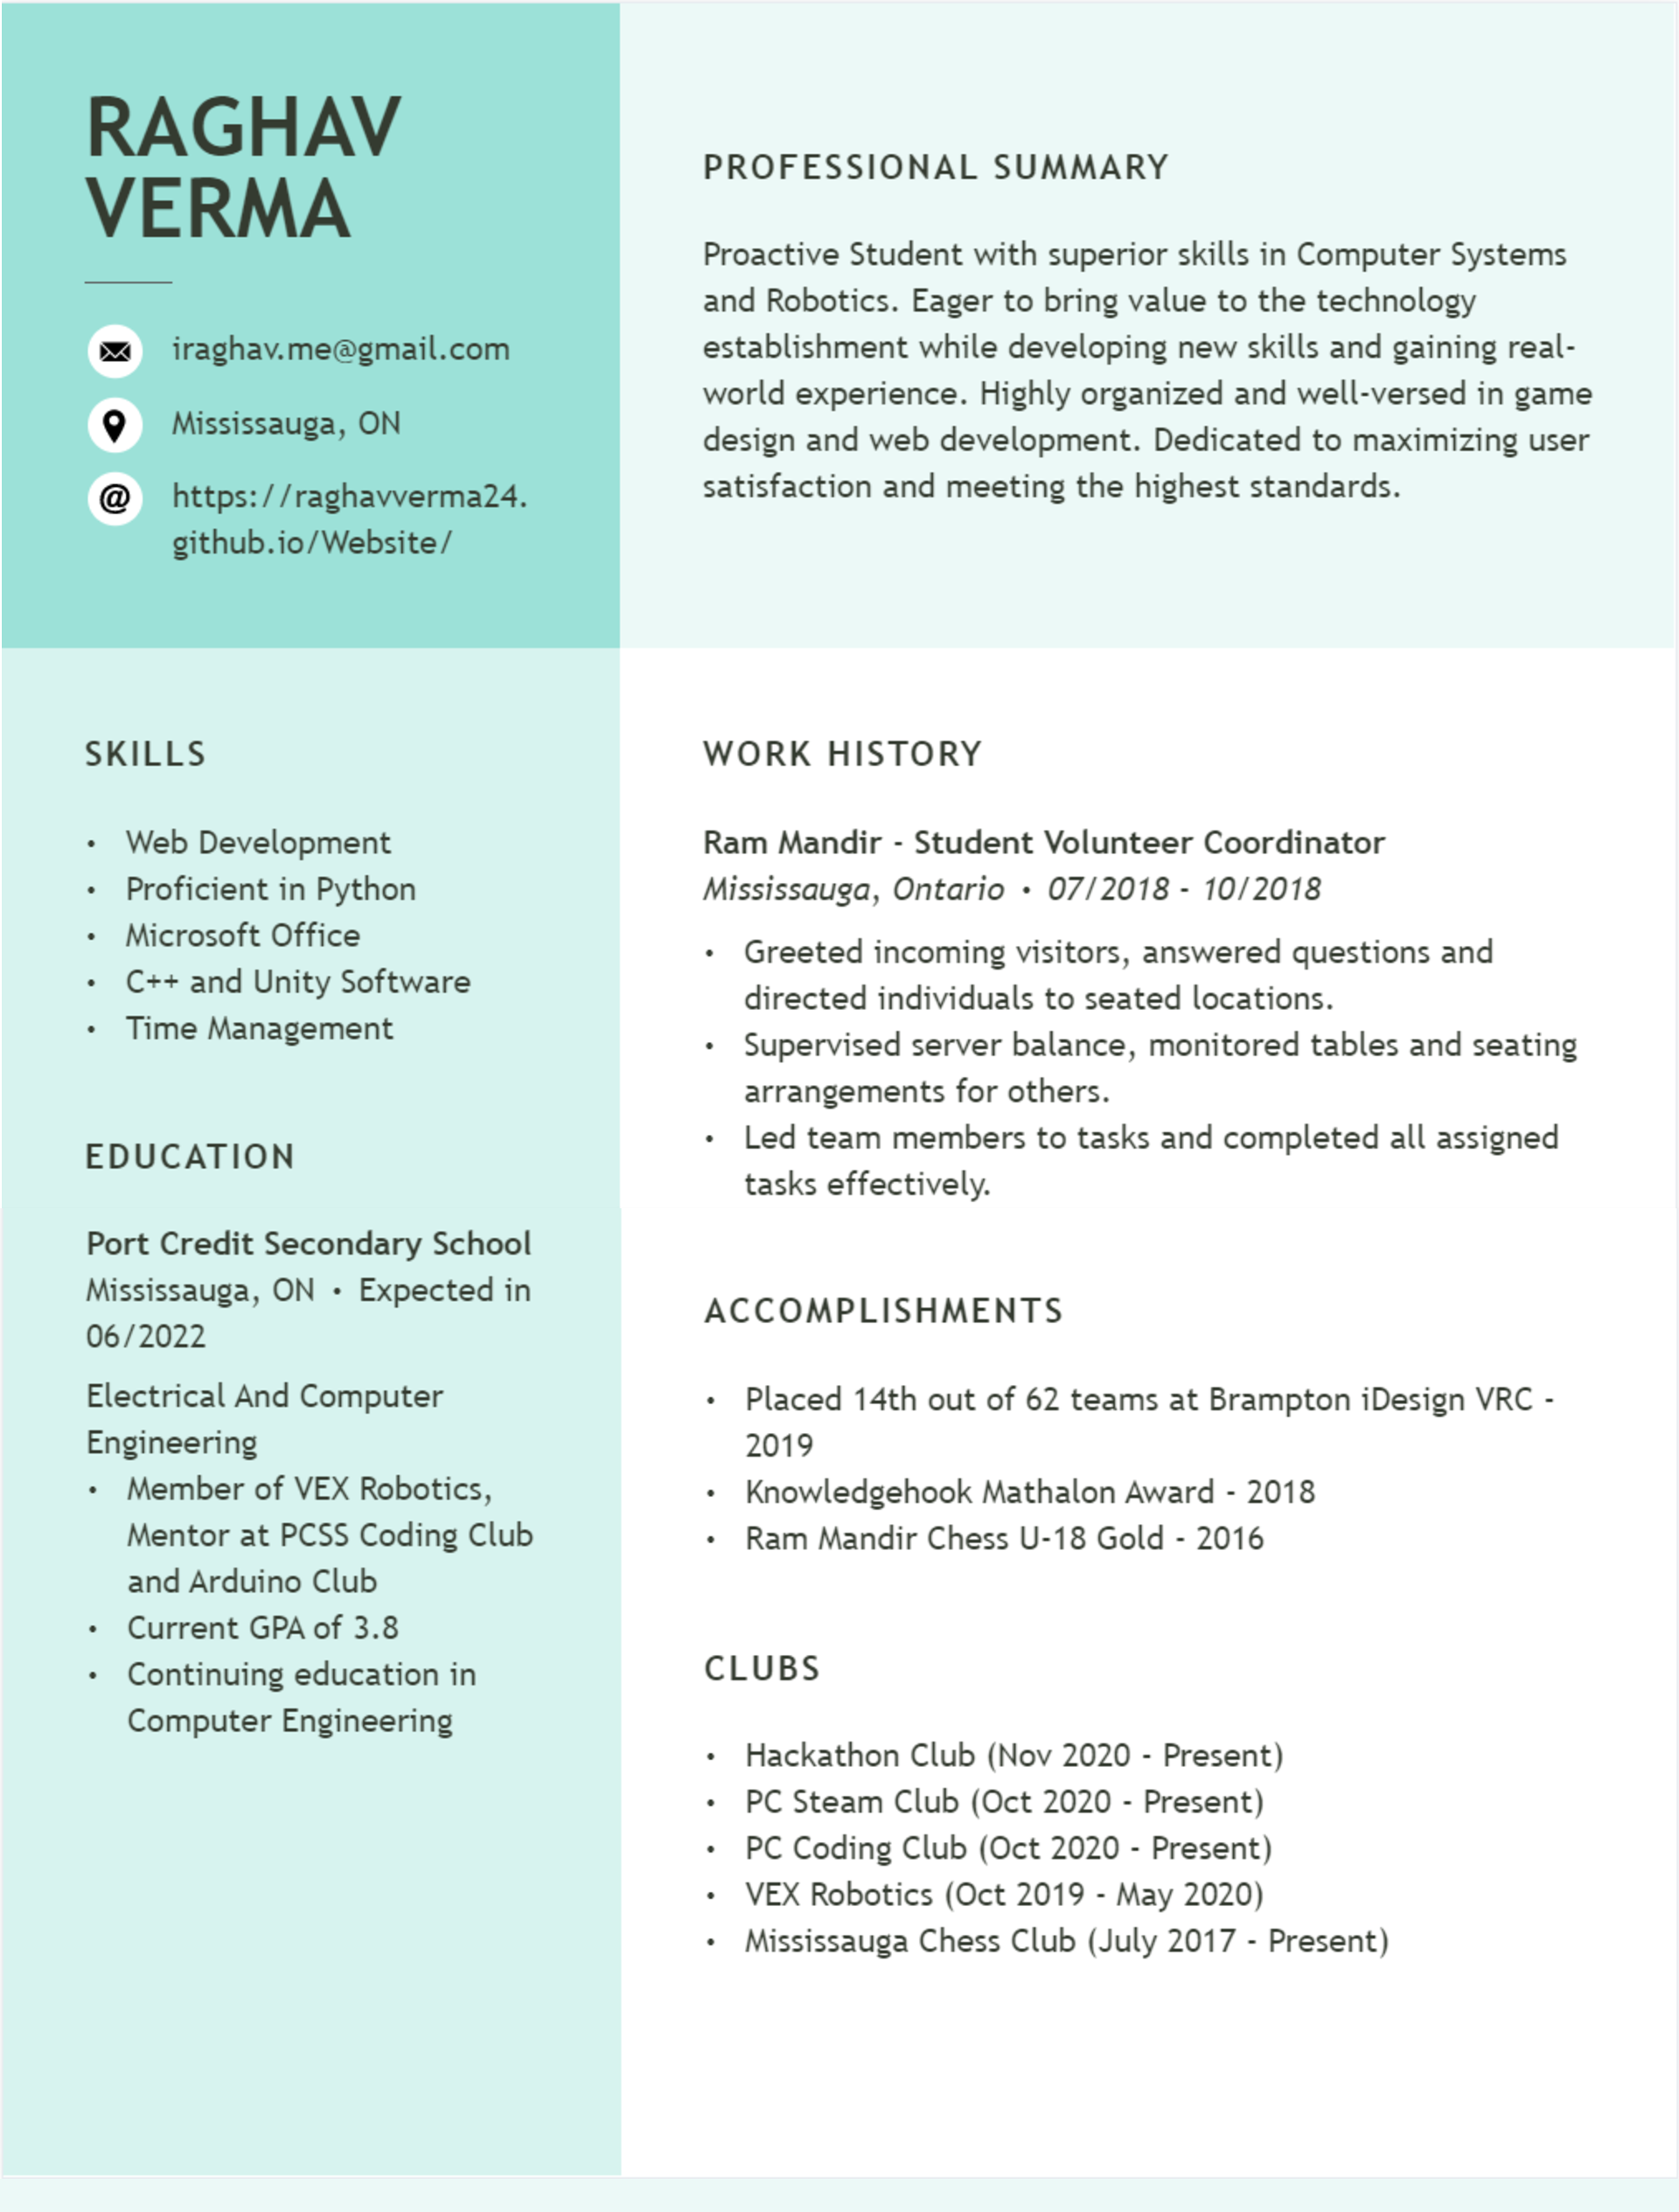 RAGHAV
VERMA
iraghav.me@gmail.com
Mississauga, ON
@
https://raghavverma24.
github.io/Website/
PROFESSIONAL SUMMARY
Proactive Student with superior skills in Computer Systems
and Robotics. Eager to bring value to the technology
establishment while developing new skills and gaining real-
world experience. Highly organized and well-versed in game
design and web development. Dedicated to maximizing user
satisfaction and meeting the highest standards.
SKILLS
• Web Development
• Proficient in Python
• Microsoft Office
• C++ and Unity Software
• Time Management
EDUCATION
Port Credit Secondary School
Mississauga, ON • Expected in
06/2022
Electrical And Computer
Engineering
• Member of VEX Robotics,
Mentor at PCSS Coding Club
and Arduino Club
• Current GPA of 3.8
• Continuing education in
Computer Engineering
WORK HISTORY
Ram Mandir - Student Volunteer Coordinator
Mississauga, Ontario • 07/2018 - 10/2018
• Greeted incoming visitors, answered questions and
directed individuals to seated locations.
• Supervised server balance, monitored tables and seating
arrangements for others.
• Led team members to tasks and completed all assigned
tasks effectively.
ACCOMPLISHMENTS
• Placed 14th out of 62 teams at Brampton iDesign VRC -
2019
• Knowledgehook Mathalon Award - 2018
• Ram Mandir Chess U-18 Gold - 2016
CLUBS
• Hackathon Club (Nov 2020 - Present)
• PC Steam Club (Oct 2020 - Present)
• PC Coding Club (Oct 2020 - Present)
• VEX Robotics (Oct 2019 - May 2020)
• Mississauga Chess Club (July 2017 - Present)